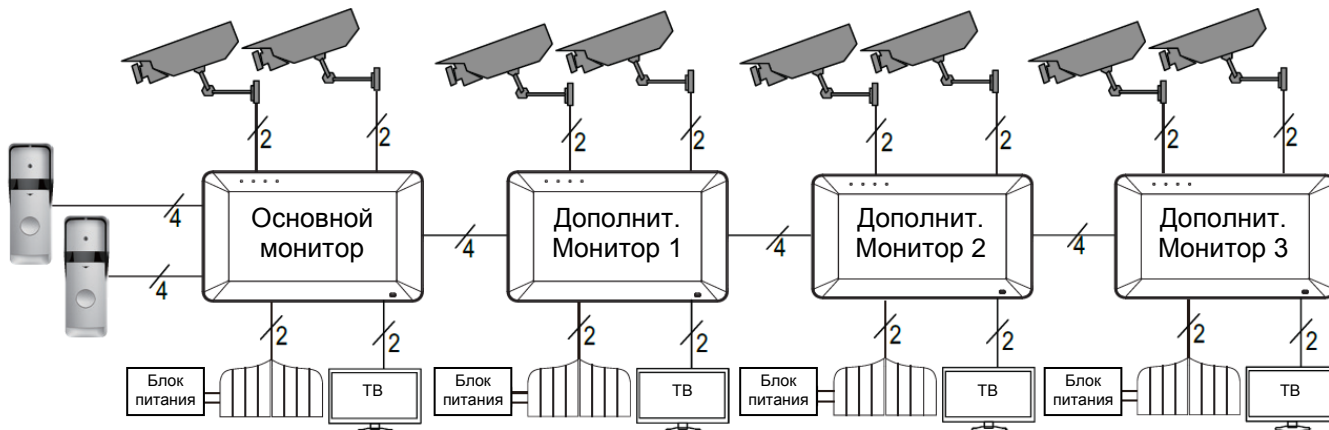 2 2 2 2 2 2 2 2
4 Основной Дополнит. Дополнит. Дополнит.
монитор Монитор 1 Монитор 2 Монитор 3
4 4 4 4
2 2 2 2 2 2 2 2
Блок ТВ Блок ТВ Блок ТВ Блок ТВ
питания питания питания питания